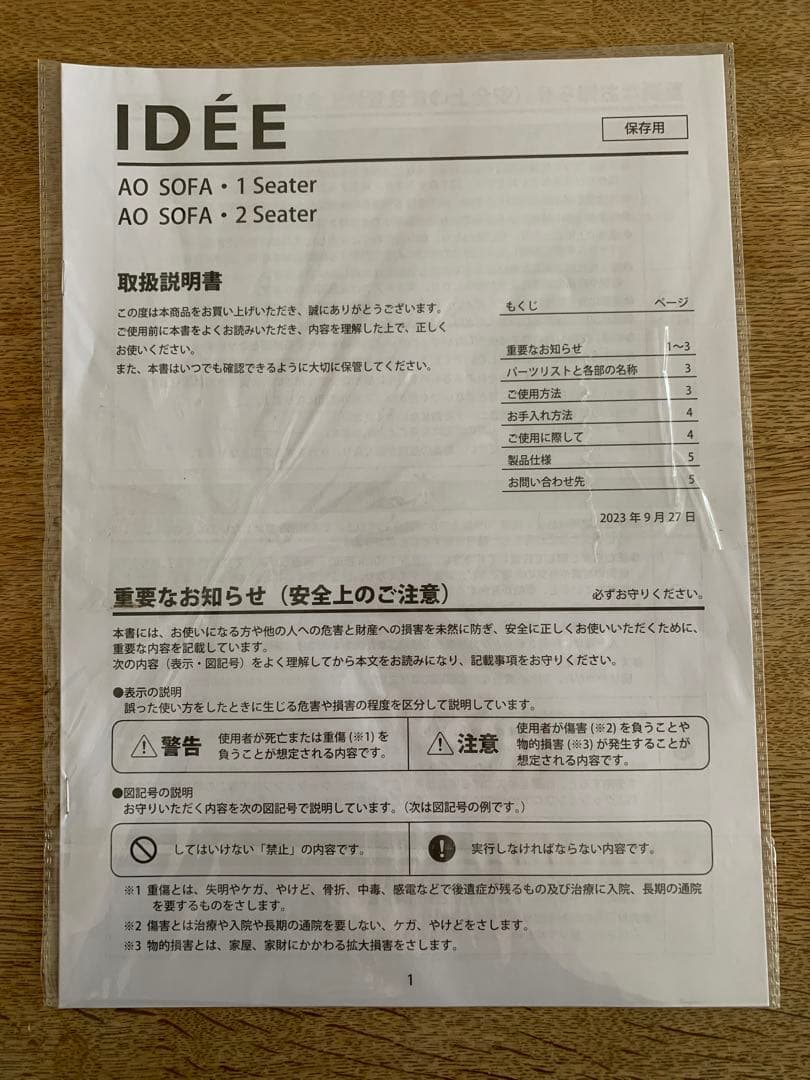 IDÉE
保存用
AO SOFA・1 Seater
AO SOFA・2 Seater
取扱説明書
この度は本商品をお買い上げいただき、誠にありがとうございます。
ご使用前に本書をよくお読みいただき、内容を理解した上で、正しく
お使いください。
また、本書はいつでも確認できるように大切に保管してください。
もくじ ページ
重要なお知らせ 1〜3
パーツリストと各部の名称 3
ご使用方法 3
お手入れ方法 4
ご使用に際して 4
製品仕様 5
お問い合わせ先 5
2023 年 9 月 27 日
重要なお知らせ（安全上のご注意） 必ずお守りください。
本書には、お使いになる方や他の人への危害と財産への損害を未然に防ぎ、安全に正しくお使いいただくために、
重要な内容を記載しています。
次の内容（表示・図記号）をよく理解してから本文をお読みになり、記載事項をお守りください。
●表示の説明
誤った使い方をしたときに生じる危害や損害の程度を区分して説明しています。
警告
使用者が死亡または重傷 (※1) を
負うことが想定される内容です。
注意
使用者が傷害 (※2) を負うことや
物的損害 (※3) が発生することが
想定される内容です。
●図記号の説明
お守りいただく内容を次の図記号で説明しています。（次は図記号の例です。）
してはいけない「禁止」の内容です。
実行しなければならない内容です。
※1 重傷とは、失明やケガ、やけど、骨折、中毒、感電などで後遺症が残るもの及び治療に入院、長期の通院
を要するものをさします。
※2 傷害とは治療や入院や長期の通院を要しない、ケガ、やけどをさします。
※3 物的損害とは、家屋、家財にかかわる拡大損害をさします。
1